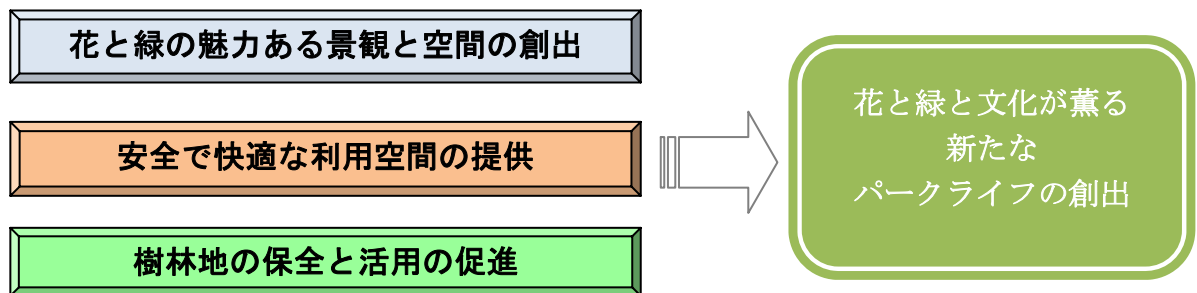 花と緑の魅力ある景観と空間の創出
安全で快適な利用空間の提供
樹林地の保全と活用の促進
花と緑と文化が薫る
新たな
パークライフの創出